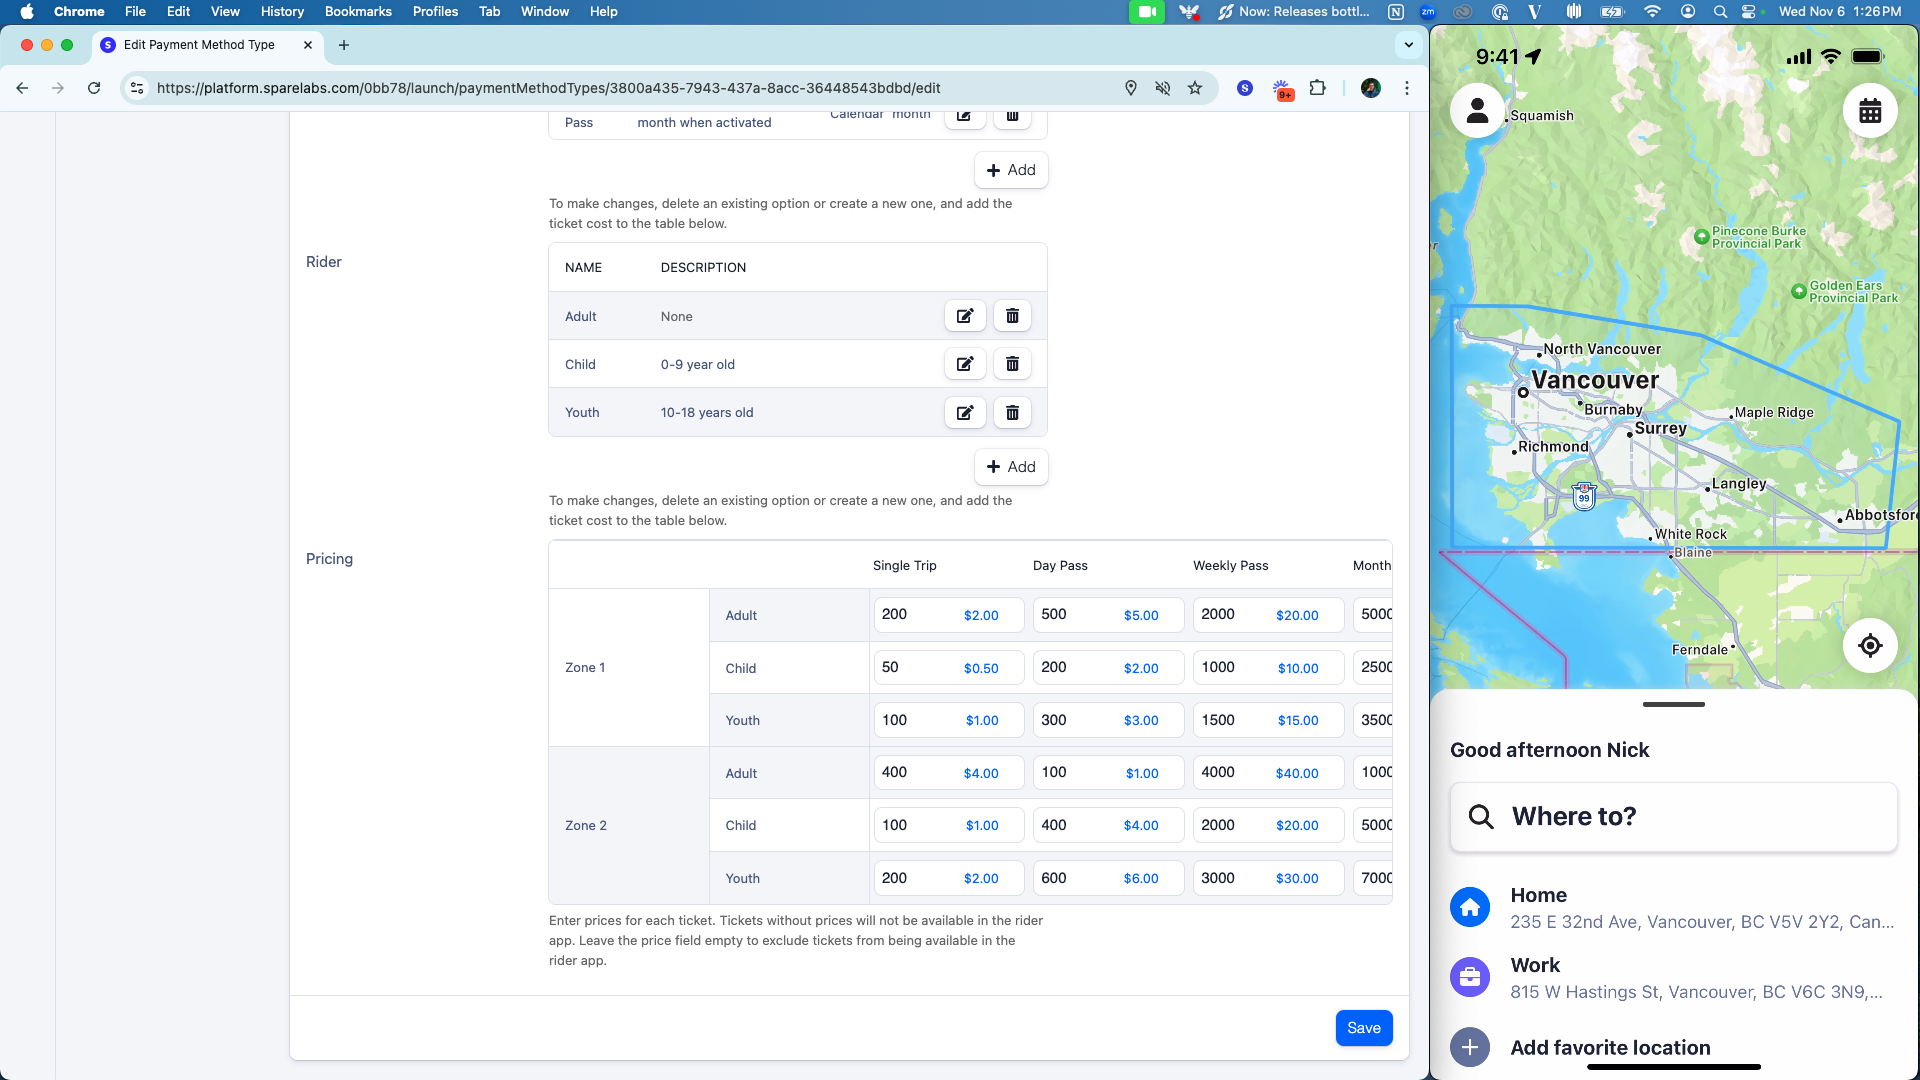 Chrome File Edit View History Bookmarks Profiles Tab Window Help
Now: Releases bottl... zm Wed Nov 6 1:26 PM
Edit Payment Method Type
https://platform.sparelabs.com/0bb78/launch/paymentMethodTypes/3800a435-7943-437a-8acc-36448543bdbd/edit
9+
Pass month when activated Calendar month
Add
To make changes, delete an existing option or create a new one, and add the
ticket cost to the table below.
Rider
NAME DESCRIPTION
Adult None
Child 0-9 year old
Youth 10-18 years old
Add
To make changes, delete an existing option or create a new one, and add the
ticket cost to the table below.
Pricing
Single Trip Day Pass Weekly Pass Month
Zone 1
Adult 200 $2.00 500 $5.00 2000 $20.00 5000
Child 50 $0.50 200 $2.00 1000 $10.00 2500
Youth 100 $1.00 300 $3.00 1500 $15.00 3500
Zone 2
Adult 400 $4.00 100 $1.00 4000 $40.00 1000
Child 100 $1.00 400 $4.00 2000 $20.00 5000
Youth 200 $2.00 600 $6.00 3000 $30.00 7000
Enter prices for each ticket. Tickets without prices will not be available in the rider
app. Leave the price field empty to exclude tickets from being available in the
rider app.
Save
9:41
Squamish
Pinecone Burke
Provincial Park
Golden Ears
Provincial Park
North Vancouver
Vancouver
Burnaby
Maple Ridge
Surrey
Richmond
Langley
99
Abbotsfor
White Rock
Blaine
Ferndale
Good afternoon Nick
Where to?
Home
235 E 32nd Ave, Vancouver, BC V5V 2Y2, Can...
Work
815 W Hastings St, Vancouver, BC V6C 3N9,...
Add favorite location